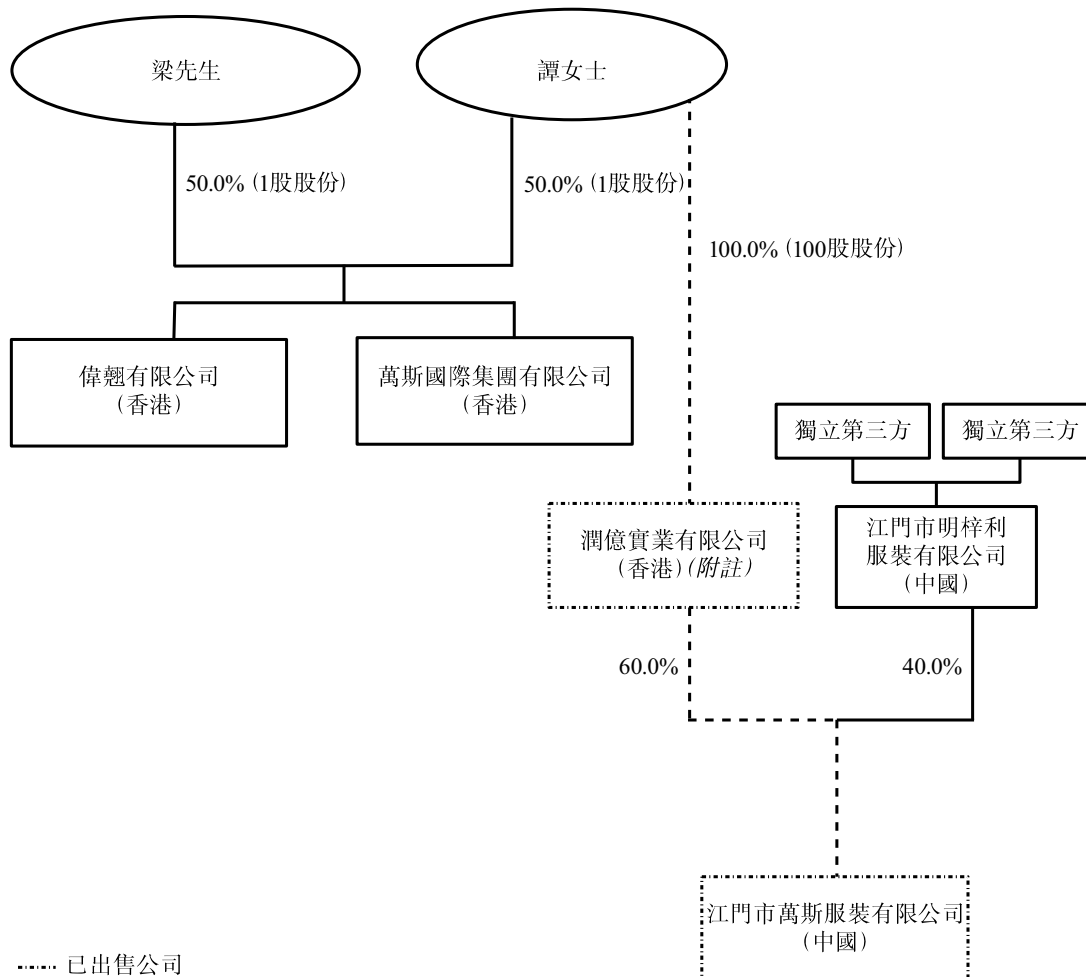 梁先生
譚女士
50.0% (1股股份)
50.0% (1股股份)
100.0% (100股股份)
偉翹有限公司
(香港)
萬斯國際集團有限公司
(香港)
獨立第三方
獨立第三方
潤億實業有限公司
(香港)(附註)
江門市明梓利
服裝有限公司
(中國)
60.0%
40.0%
江門市萬斯服裝有限公司
(中國)
已出售公司